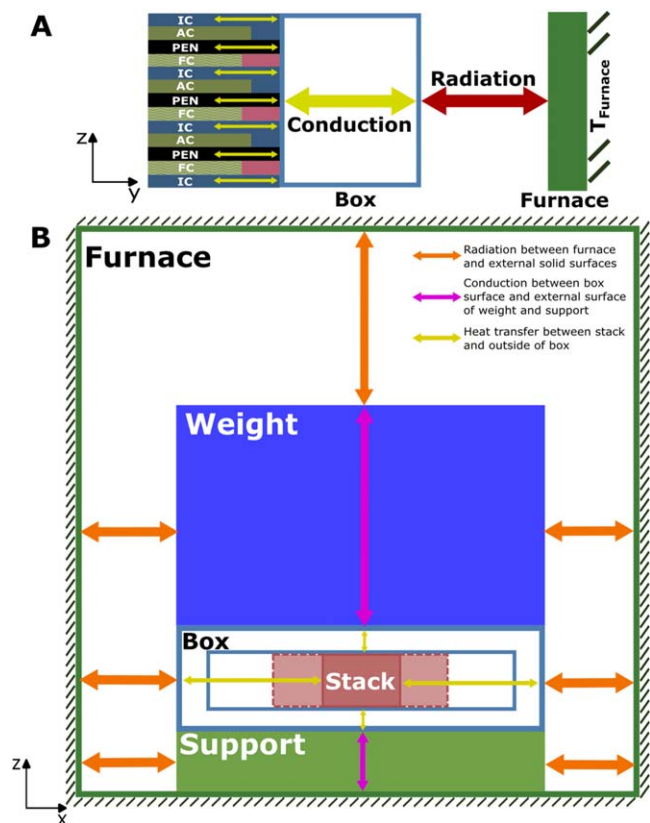 A
IC
AC
PEN
FC
IC
AC
PEN
FC
IC
AC
PEN
FC
IC
Conduction
Box
Radiation
T Furnace
Furnace
z
y
B
Furnace
Radiation between furnace
and external solid surfaces
Conduction between box
surface and external surface
of weight and support
Heat transfer between stack
and outside of box
Weight
Box
Stack
Support
z
x